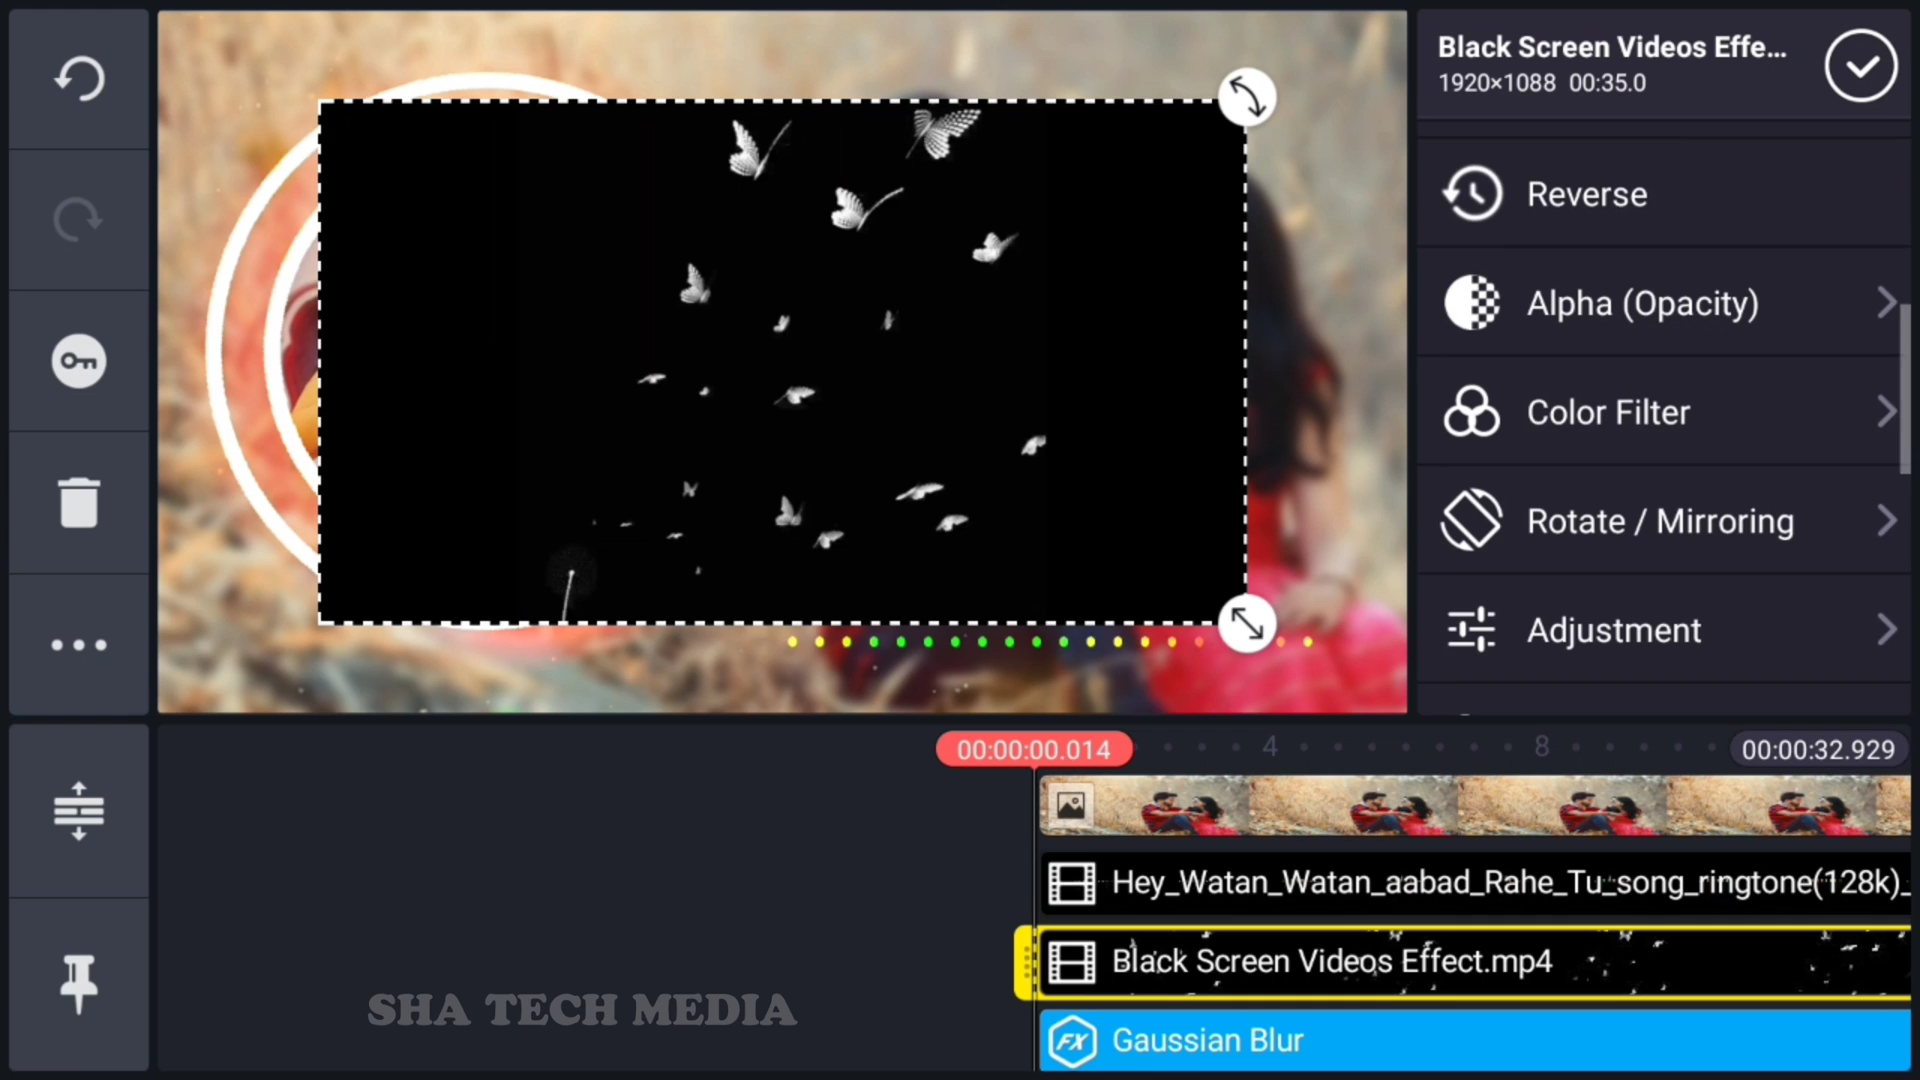 Black Screen Videos Effe...
1920×1088 00:35.0
Reverse
Alpha (Opacity)
Color Filter
Rotate / Mirroring
Adjustment
00:00:00.014
4
8
00:00:32.929
Hey_Watan_Watan_aabad_Rahe_Tu_song_ringtone(128k)_
Black Screen Videos Effect.mp4
SHA TECH MEDIA
FX Gaussian Blur